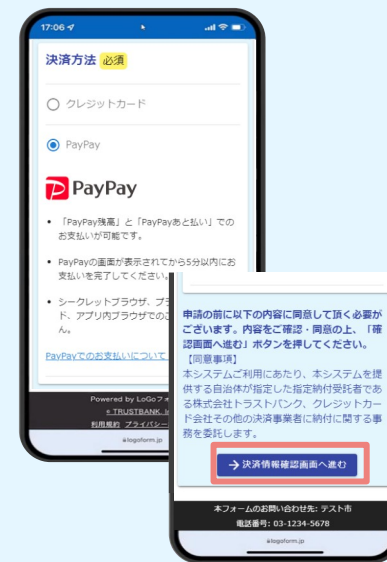 17:06
決済方法 必須
クレジットカード
PayPay
PayPay
• 「PayPay残高」と「PayPayあと払い」での
お支払いが可能です。
• PayPayの画面が表示されてから5分以内にお
支払いを完了してください。
• シークレットブラウザ、プラ
ド、アプリ内ブラウザでのこ
ん。
PayPayでのお支払いについて
Powered by LoGoフォ
TRUSTBANK, In
利用規約 プライバシー
logoform.jp
申請の前に以下の内容に同意して頂く必要が
ございます。内容をご確認・同意の上、「確
認画面へ進む」ボタンを押してください。
【同意事項】
本システムご利用にあたり、本システムを提
供する自治体が指定した指定納付受託者であ
る株式会社トラストバンク、クレジットカー
ド会社その他の決済事業者に納付に関する事
務を委託します。
→決済情報確認画面へ進む
本フォームのお問い合わせ先: テスト市
電話番号: 03-1234-5678
logoform.jp